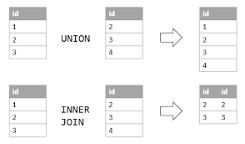 id id id
1 2 1
2 UNION 3 2
3 4 3
4
id id id id
1 2 2 2
2 INNER 3 3 3
3 JOIN 4